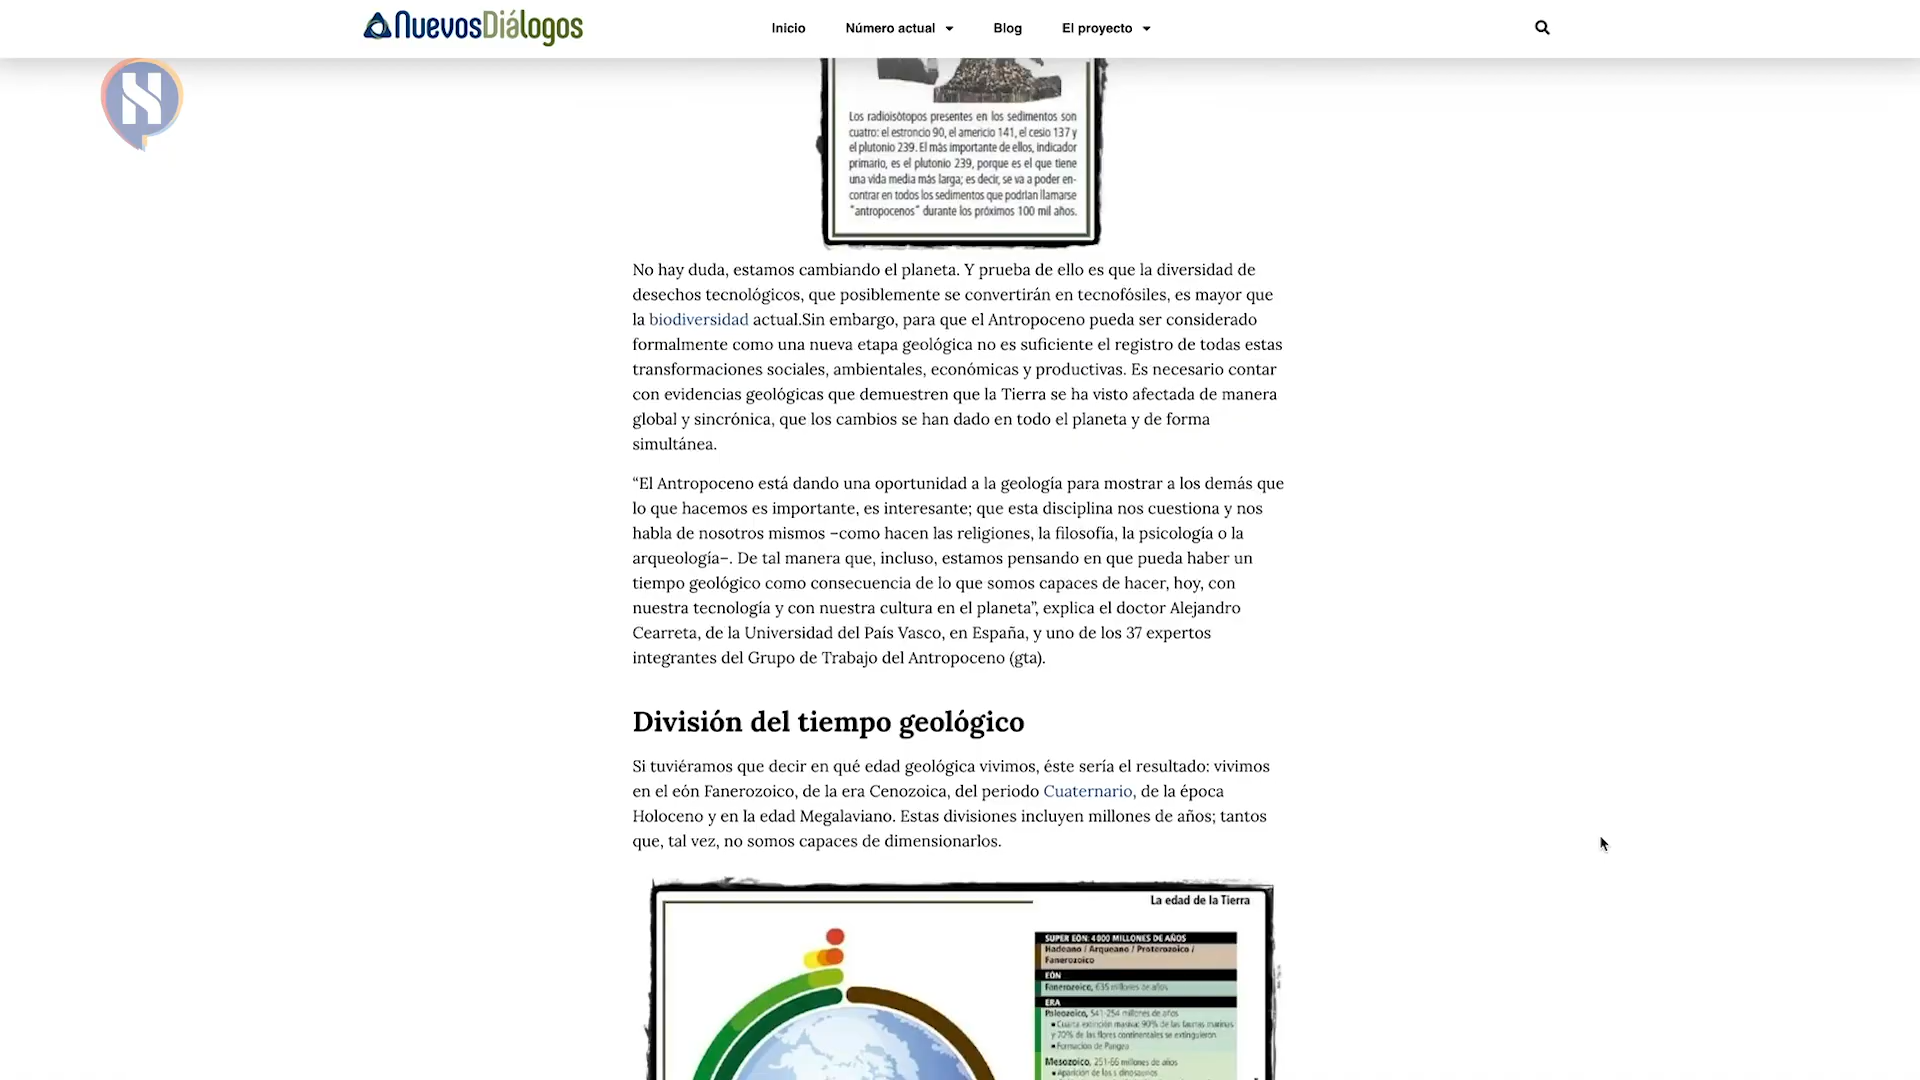 NuevosDiálogos
Inicio
Número actual
Blog
El proyecto
Los radioisótopos presentes en los sedimentos son
cuatro: el estroncio 90, el americio 141, el cesio 137 y
el plutonio 239. El más importante de ellos, indicador
primario, es el plutonio 239, porque es el que tiene
una vida media más larga; es decir, se va a poder en-
contrar en todos los sedimentos que podrían llamarse
"antropocenos" durante los próximos 100 mil años.
No hay duda, estamos cambiando el planeta. Y prueba de ello es que la diversidad de
desechos tecnológicos, que posiblemente se convertirán en tecnofósiles, es mayor que
la biodiversidad actual.Sin embargo, para que el Antropoceno pueda ser considerado
formalmente como una nueva etapa geológica no es suficiente el registro de todas estas
transformaciones sociales, ambientales, económicas y productivas. Es necesario contar
con evidencias geológicas que demuestren que la Tierra se ha visto afectada de manera
global y sincrónica, que los cambios se han dado en todo el planeta y de forma
simultánea.
“El Antropoceno está dando una oportunidad a la geología para mostrar a los demás que
lo que hacemos es importante, es interesante; que esta disciplina nos cuestiona y nos
habla de nosotros mismos –como hacen las religiones, la filosofía, la psicología o la
arqueología–. De tal manera que, incluso, estamos pensando en que pueda haber un
tiempo geológico como consecuencia de lo que somos capaces de hacer, hoy, con
nuestra tecnología y con nuestra cultura en el planeta”, explica el doctor Alejandro
Cearreta, de la Universidad del País Vasco, en España, y uno de los 37 expertos
integrantes del Grupo de Trabajo del Antropoceno (gta).
División del tiempo geológico
Si tuviéramos que decir en qué edad geológica vivimos, éste sería el resultado: vivimos
en el eón Fanerozoico, de la era Cenozoica, del periodo Cuaternario, de la época
Holoceno y en la edad Megalaviano. Estas divisiones incluyen millones de años; tantos
que, tal vez, no somos capaces de dimensionarlos.
La edad de la Tierra
SUPER EÓN: 4 000 MILLONES DE AÑOS
Hadeano / Arqueano / Proterozoico /
Fanerozoico
EÓN
Fanerozoico, 635 millones de años
ERA
Paleozoico, 541-254 millones de años
▪ Cuarta extinción masiva: 90% de las faunas marinas
y 70% de las flores continentales se extinguieron
▪ Formación de Pangea
Mesozoico, 251-66 millones de años
▪ Aparición de los dinosaurios